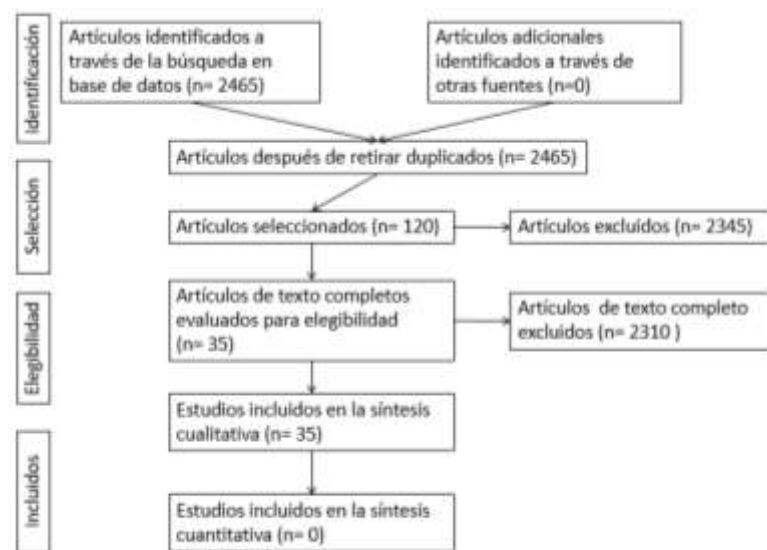 Identificación
Artículos identificados a
través de la búsqueda en
base de datos (n= 2465)
Artículos adicionales
identificados a través de
otras fuentes (n=0)
Artículos después de retirar duplicados (n= 2465)
Selección
Artículos seleccionados (n= 120)
Artículos excluídos (n= 2345)
Elegibilidad
Artículos de texto completos
evaluados para elegibilidad
(n= 35)
Artículos de texto completo
excluidos (n= 2310 )
Estudios incluidos en la síntesis
cualitativa (n= 35)
Incluidos
Estudios incluidos en la síntesis
cuantitativa (n= 0)